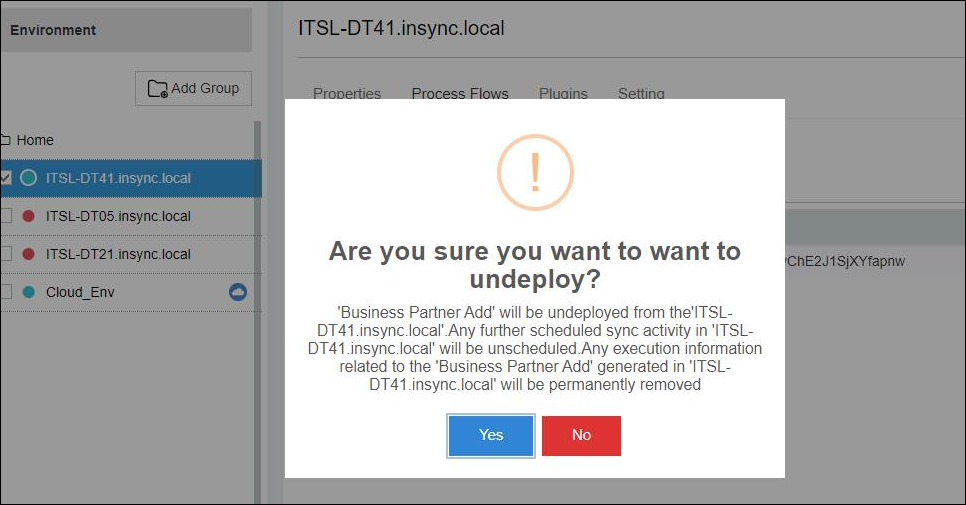 Environment
Add Group
Home
ITSL-DT41.insync.local
ITSL-DT05.insync.local
ITSL-DT21.insync.local
Cloud_Env
ITSL-DT41.insync.local
Properties
Process Flows
Plugins
Setting
ChE2J1SjXYfapnw
!
Are you sure you want to want to
undeploy?
'Business Partner Add' will be undeployed from the'ITSL-
DT41.insync.local'.Any further scheduled sync activity in 'ITSL-
DT41.insync.local' will be unscheduled.Any execution information
related to the 'Business Partner Add' generated in 'ITSL-
DT41.insync.local' will be permanently removed
Yes
No